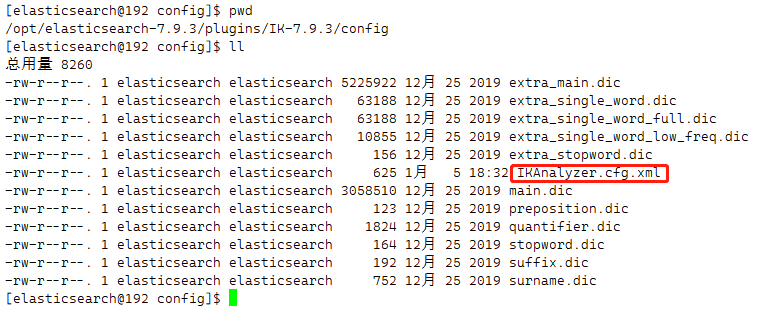 [elasticsearch@192 config]$ pwd
/opt/elasticsearch-7.9.3/plugins/IK-7.9.3/config
[elasticsearch@192 config]$ ll
总用量 8260
-rw-r--r--. 1 elasticsearch elasticsearch 5225922 12月 25 2019 extra_main.dic
-rw-r--r--. 1 elasticsearch elasticsearch   63188 12月 25 2019 extra_single_word.dic
-rw-r--r--. 1 elasticsearch elasticsearch   63188 12月 25 2019 extra_single_word_full.dic
-rw-r--r--. 1 elasticsearch elasticsearch   10855 12月 25 2019 extra_single_word_low_freq.dic
-rw-r--r--. 1 elasticsearch elasticsearch     156 12月 25 2019 extra_stopword.dic
-rw-r--r--. 1 elasticsearch elasticsearch     625 1月   5 18:32 IKAnalyzer.cfg.xml
-rw-r--r--. 1 elasticsearch elasticsearch 3058510 12月 25 2019 main.dic
-rw-r--r--. 1 elasticsearch elasticsearch     123 12月 25 2019 preposition.dic
-rw-r--r--. 1 elasticsearch elasticsearch    1824 12月 25 2019 quantifier.dic
-rw-r--r--. 1 elasticsearch elasticsearch     164 12月 25 2019 stopword.dic
-rw-r--r--. 1 elasticsearch elasticsearch     192 12月 25 2019 suffix.dic
-rw-r--r--. 1 elasticsearch elasticsearch     752 12月 25 2019 surname.dic
[elasticsearch@192 config]$